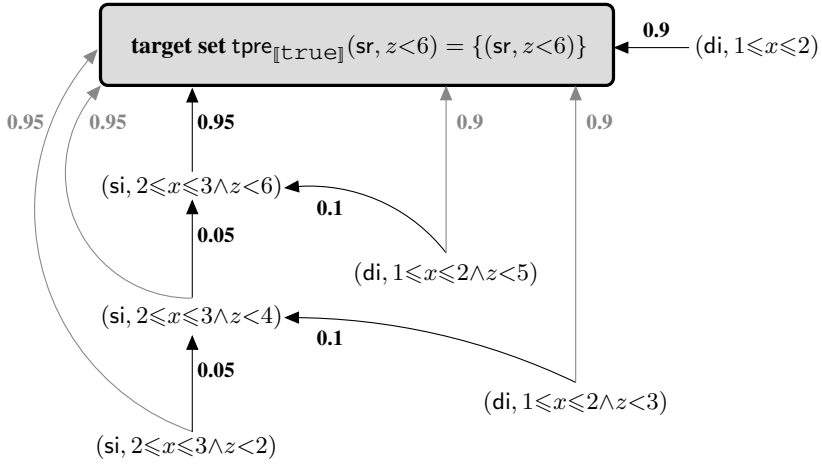 0.9
target set tpre⟦true⟧(sr, z<6) = {(sr, z<6)}
(di, 1⩽x⩽2)
0.95
0.95
0.95
0.9
0.9
(si, 2⩽x⩽3∧z<6)
0.1
0.05
(di, 1⩽x⩽2∧z<5)
(si, 2⩽x⩽3∧z<4)
0.1
0.05
(di, 1⩽x⩽2∧z<3)
(si, 2⩽x⩽3∧z<2)